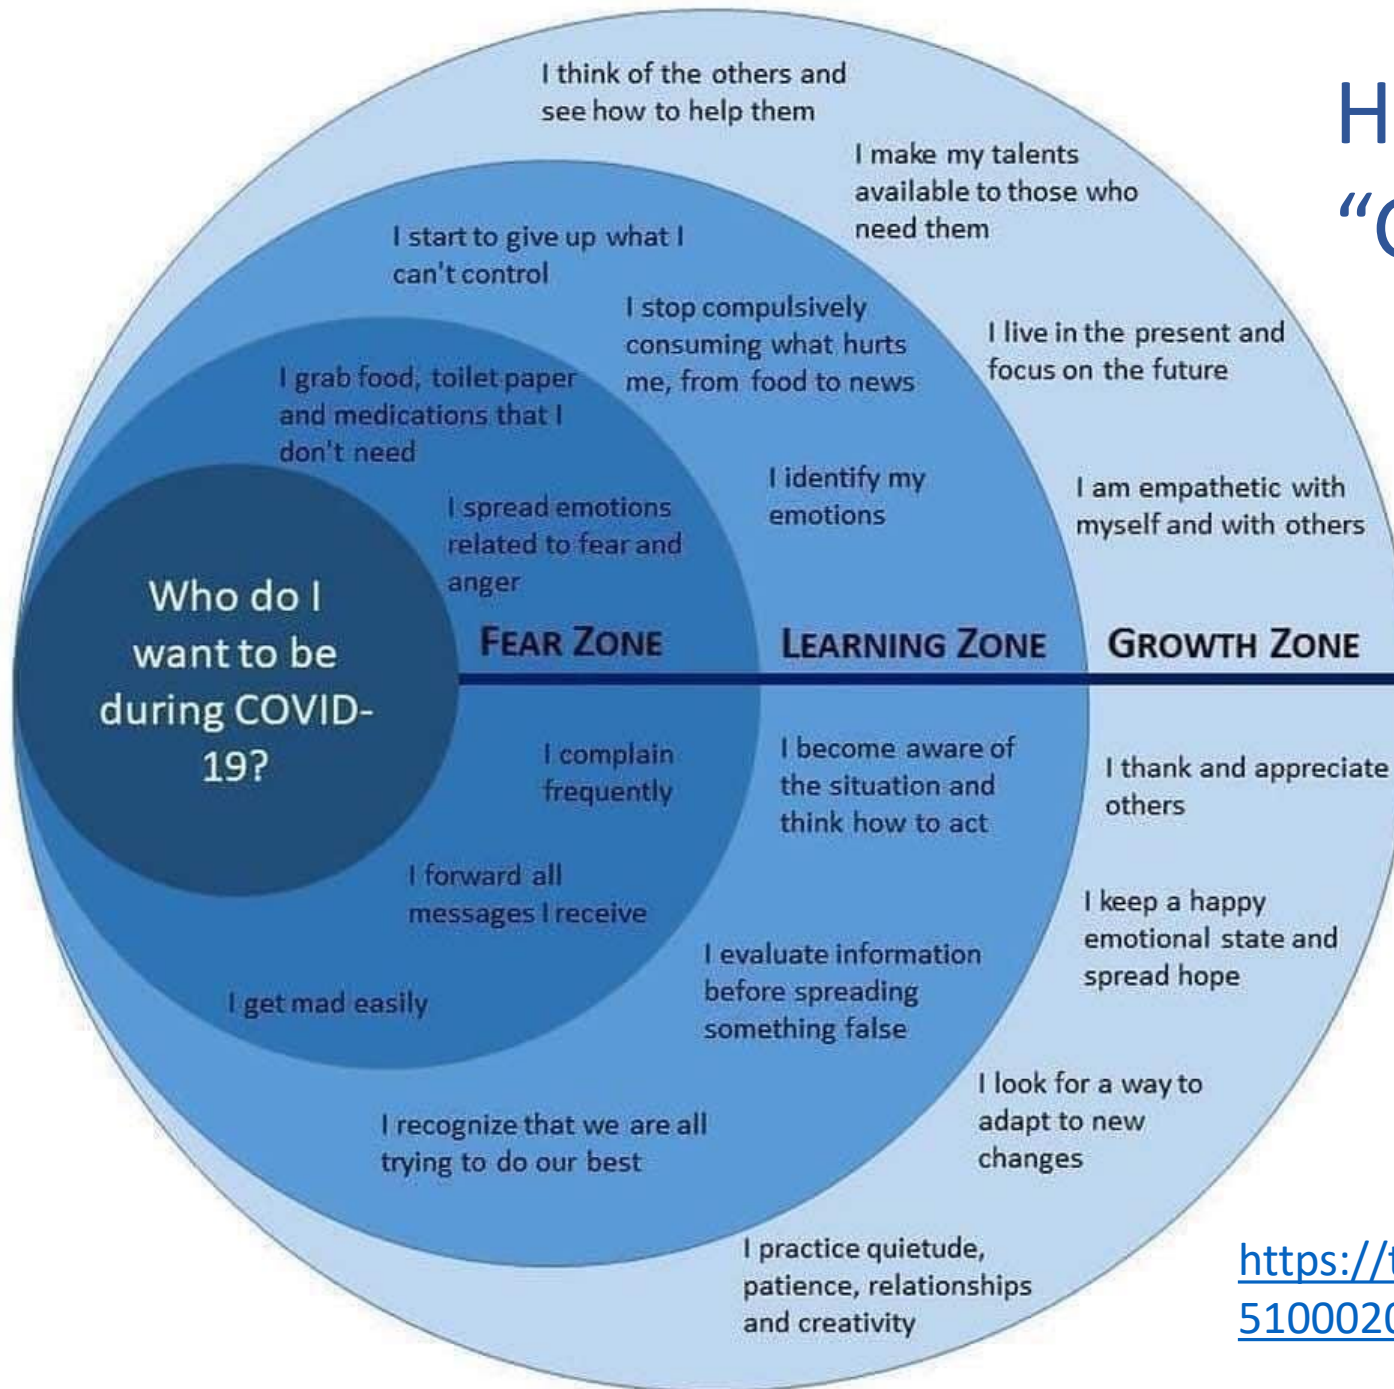 H
“C
I think of the others and
see how to help them
I make my talents
available to those who
need them
I start to give up what I
can't control
I stop compulsively
consuming what hurts
me, from food to news
I live in the present and
focus on the future
I grab food, toilet paper
and medications that I
don't need
I identify my
emotions
I am empathetic with
myself and with others
I spread emotions
related to fear and
anger
Who do I
want to be
during COVID-
19?
FEAR ZONE
LEARNING ZONE
GROWTH ZONE
I complain
frequently
I become aware of
the situation and
think how to act
I thank and appreciate
others
I forward all
messages I receive
I keep a happy
emotional state and
spread hope
I evaluate information
before spreading
something false
I get mad easily
I look for a way to
adapt to new
changes
I recognize that we are all
trying to do our best
I practice quietude,
patience, relationships
and creativity
https://t
510002